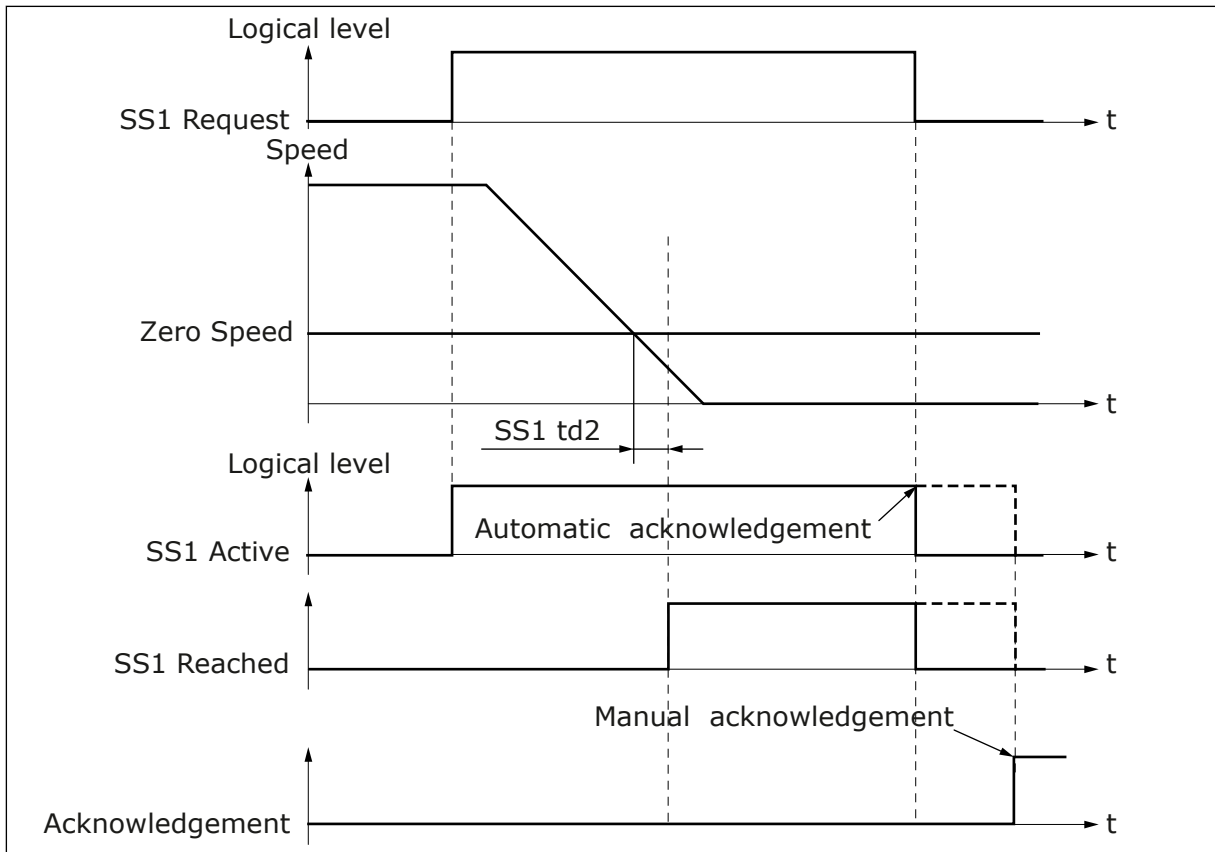 Logical level
SS1 Request
t
Speed
Zero Speed
t
SS1 td2
Logical level
Automatic acknowledgement
SS1 Active
t
SS1 Reached
t
Manual acknowledgement
Acknowledgement
t